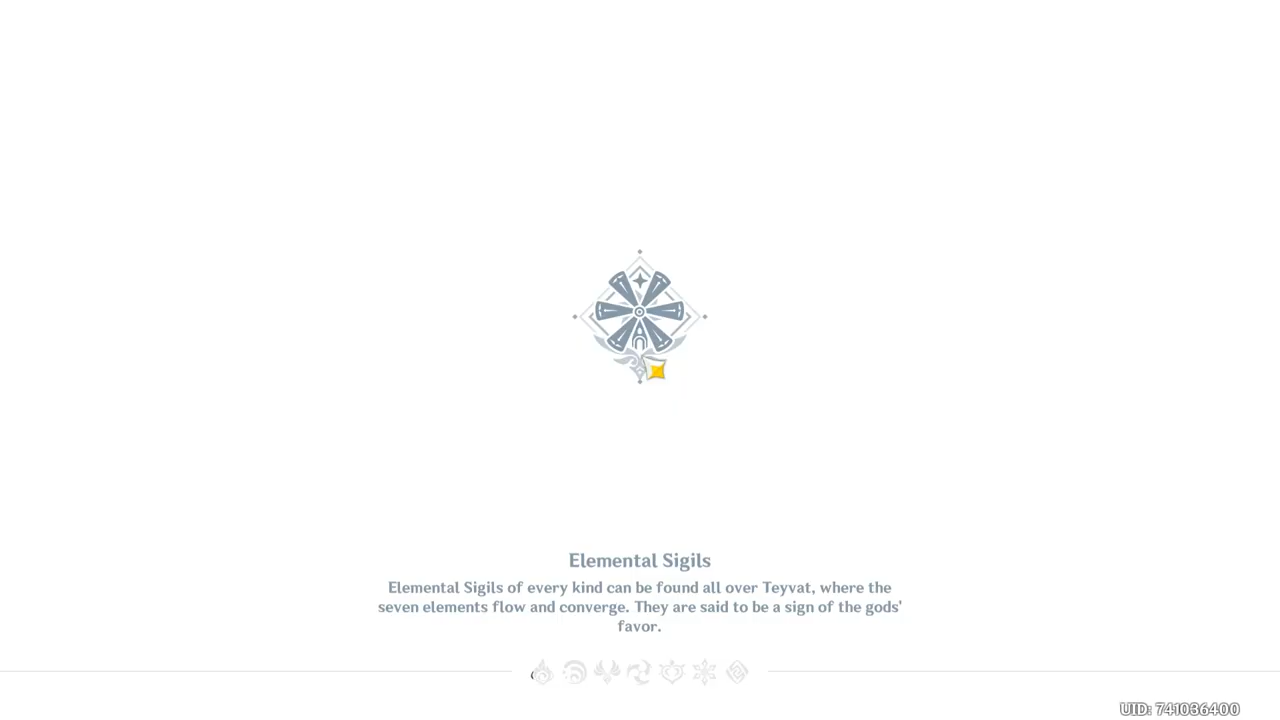 Elemental Sigils
Elemental Sigils of every kind can be found all over Teyvat, where the
seven elements flow and converge. They are said to be a sign of the gods'
favor.
UID: 741036400